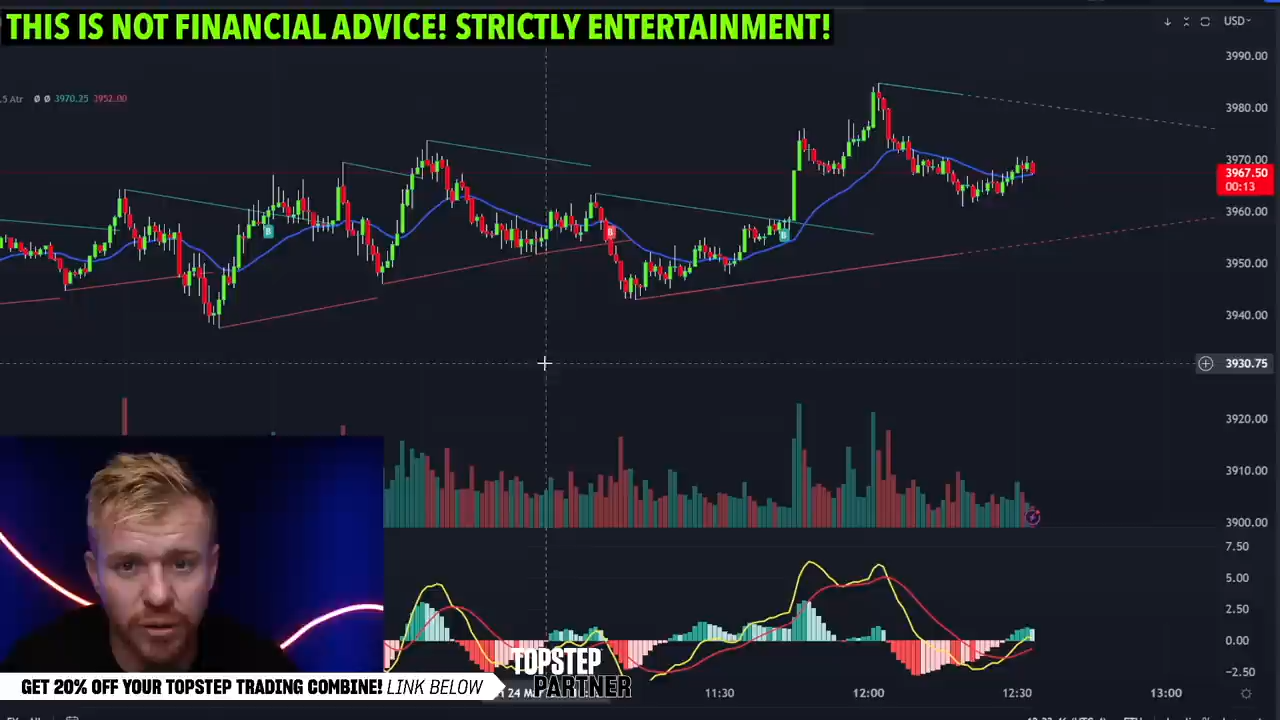 THIS IS NOT FINANCIAL ADVICE! STRICTLY ENTERTAINMENT!
USD
3990.00
.5 Atr Ø Ø 3970.25 3952.00
3980.00
3970.00
3967.50
00:13
3960.00
B
B
B
3950.00
3940.00
3930.75
3920.00
3910.00
3900.00
7.50
5.00
2.50
0.00
-2.50
TOPSTEP
PARTNER
GET 20% OFF YOUR TOPSTEP TRADING COMBINE! LINK BELOW
24 11:30 12:00 12:30 13:00